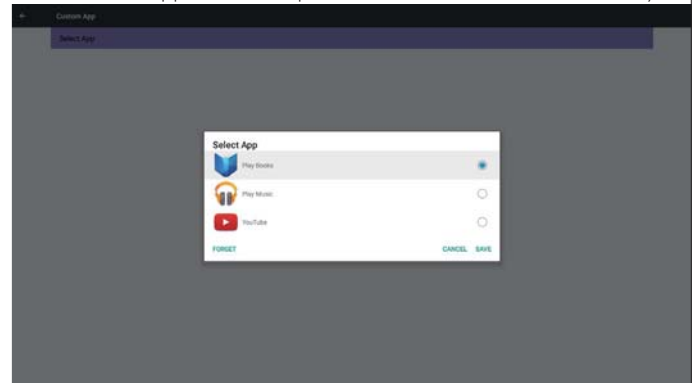 Custom App
Select App
Select App
Play Books
Play Music
YouTube
FORGET
CANCEL SAVE